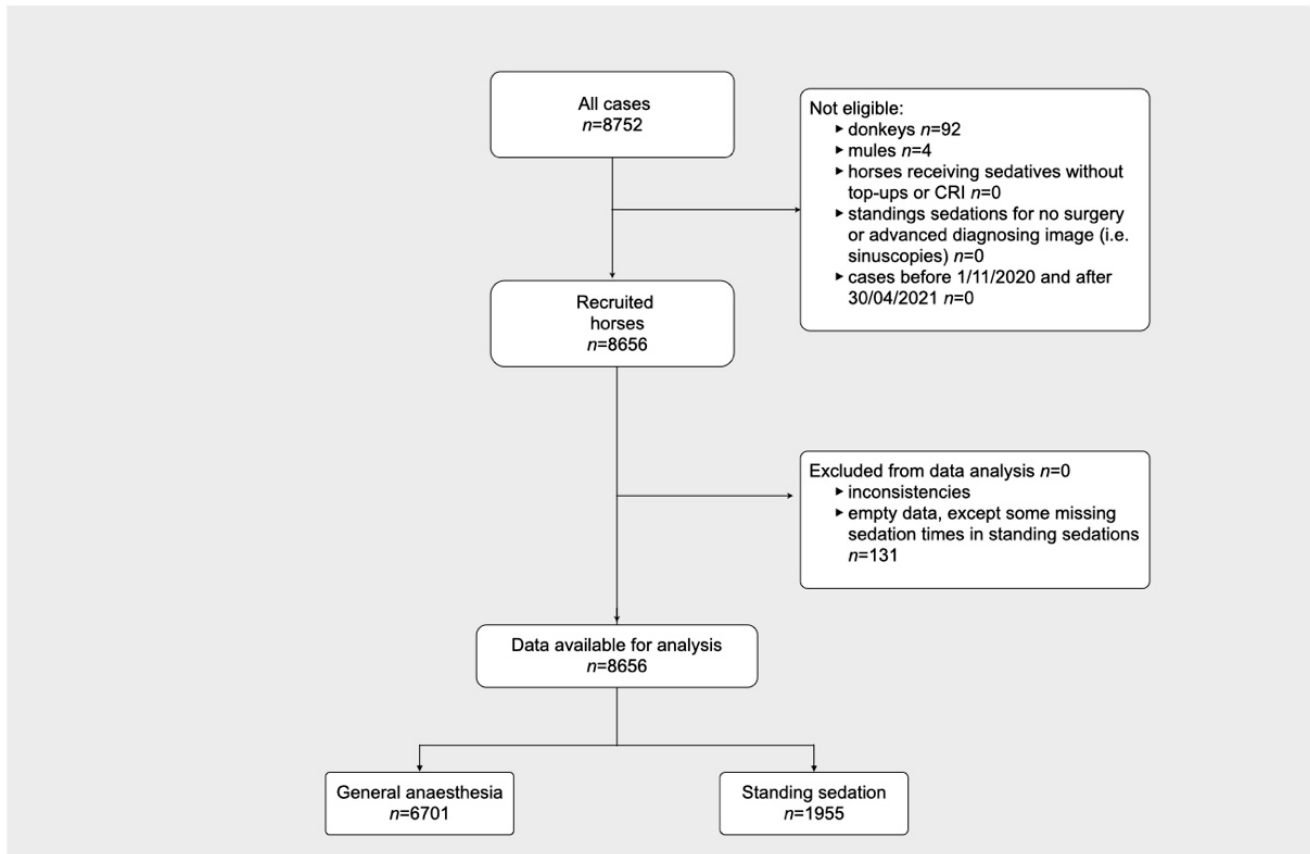 All cases
n=8752
Not eligible:
▸ donkeys n=92
▸ mules n=4
▸ horses receiving sedatives without
top-ups or CRI n=0
▸ standings sedations for no surgery
or advanced diagnosing image (i.e.
sinuscopies) n=0
▸ cases before 1/11/2020 and after
30/04/2021 n=0
Recruited
horses
n=8656
Excluded from data analysis n=0
▸ inconsistencies
▸ empty data, except some missing
sedation times in standing sedations
n=131
Data available for analysis
n=8656
General anaesthesia
n=6701
Standing sedation
n=1955